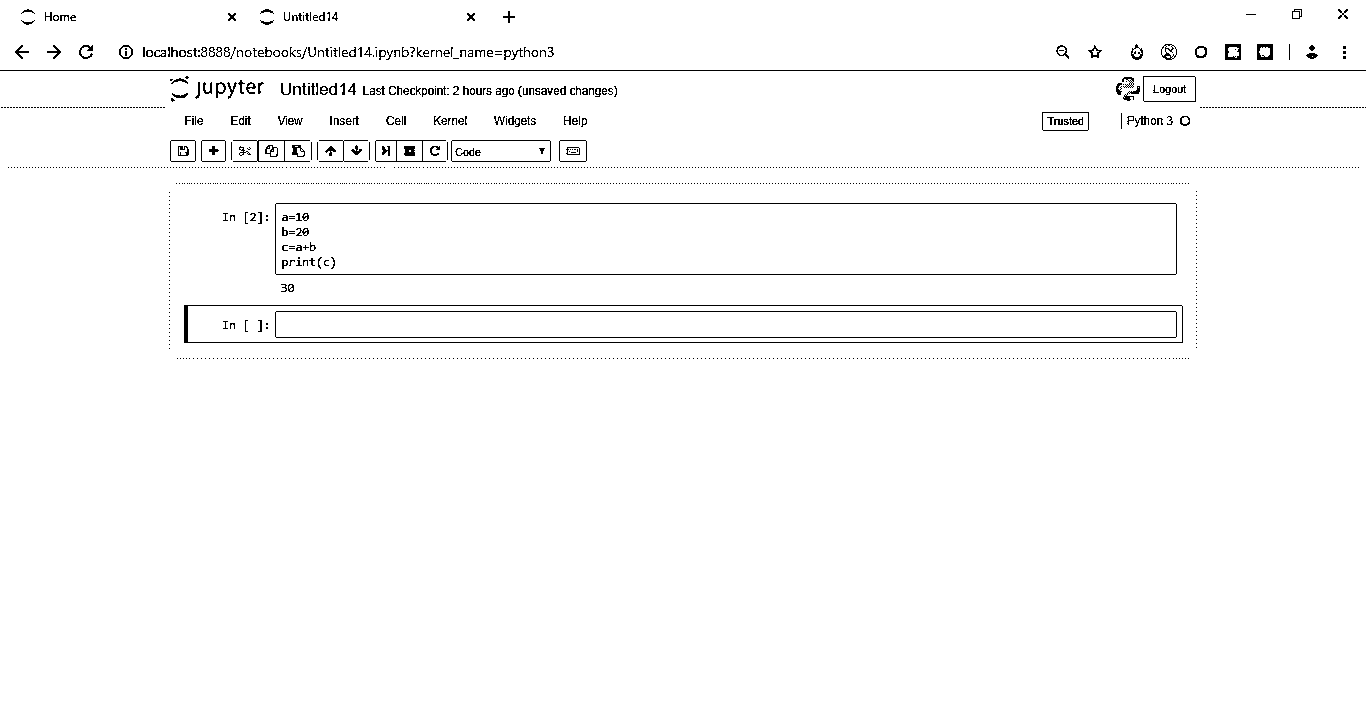 Home
Untitled14
localhost:8888/notebooks/Untitled14.ipynb?kernel_name=python3
jupyter Untitled14 Last Checkpoint: 2 hours ago (unsaved changes)
Logout
File Edit View Insert Cell Kernel Widgets Help
Trusted
Python 3
Code
In [2]: a=10
b=20
c=a+b
print(c)
30
In [ ]: